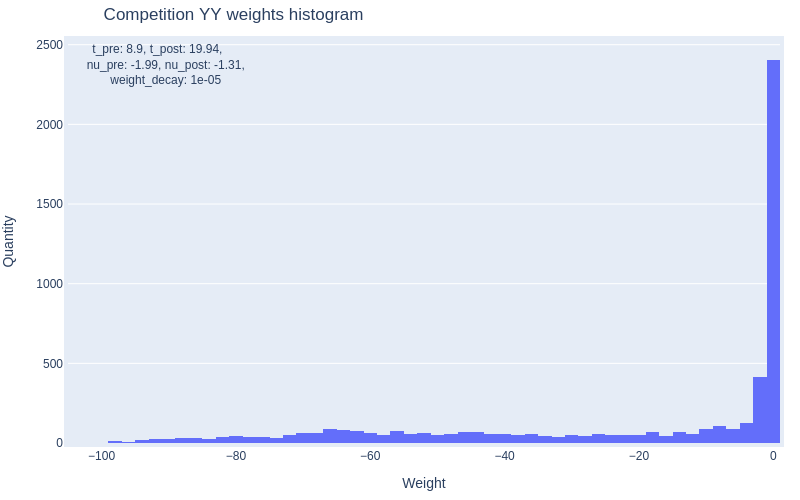 Competition YY weights histogram
t_pre: 8.9, t_post: 19.94,
nu_pre: -1.99, nu_post: -1.31,
weight_decay: 1e-05
2500
2000
1500
1000
500
0
Quantity
−100
−80
−60
−40
−20
0
Weight